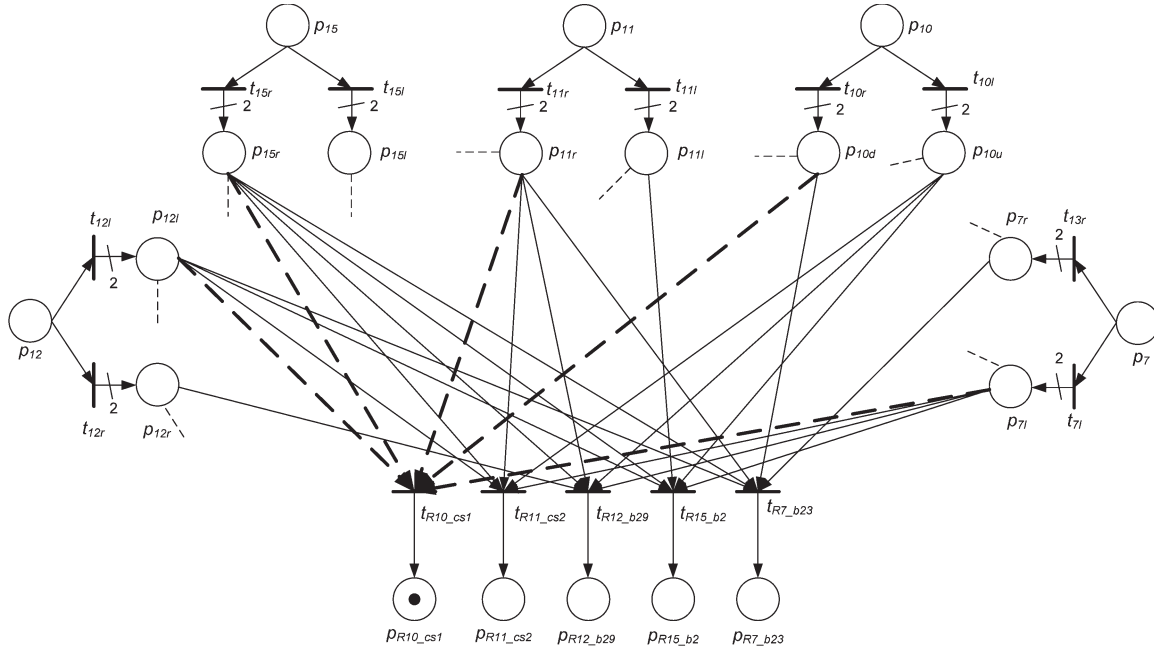 p15 p11 p10
t15r t15l t11r t11l t10r t10l
2 2 2 2 2 2
p15r p15l p11r p11l p10d p10u
t12l p12l p7r t13r
2 2
p12 p7
2 2
t12r p12r p7l t7l
tR10_cs1 tR11_cs2 tR12_b29 tR15_b2 tR7_b23
pR10_cs1 pR11_cs2 pR12_b29 pR15_b2 pR7_b23